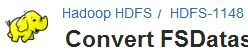 Hadoop HDFS / HDFS-1148
Convert FSDatas